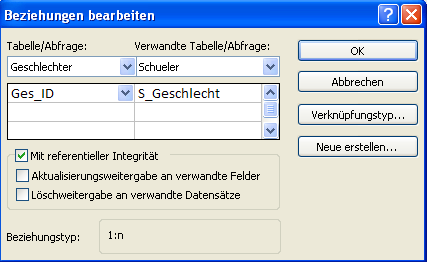 Beziehungen bearbeiten
Tabelle/Abfrage: Verwandte Tabelle/Abfrage:
Geschlechter Schueler
Ges_ID S_Geschlecht
Mit referentieller Integrität
Aktualisierungsweitergabe an verwandte Felder
Löschweitergabe an verwandte Datensätze
Beziehungstyp: 1:n
OK
Abbrechen
Verknüpfungstyp...
Neue erstellen...